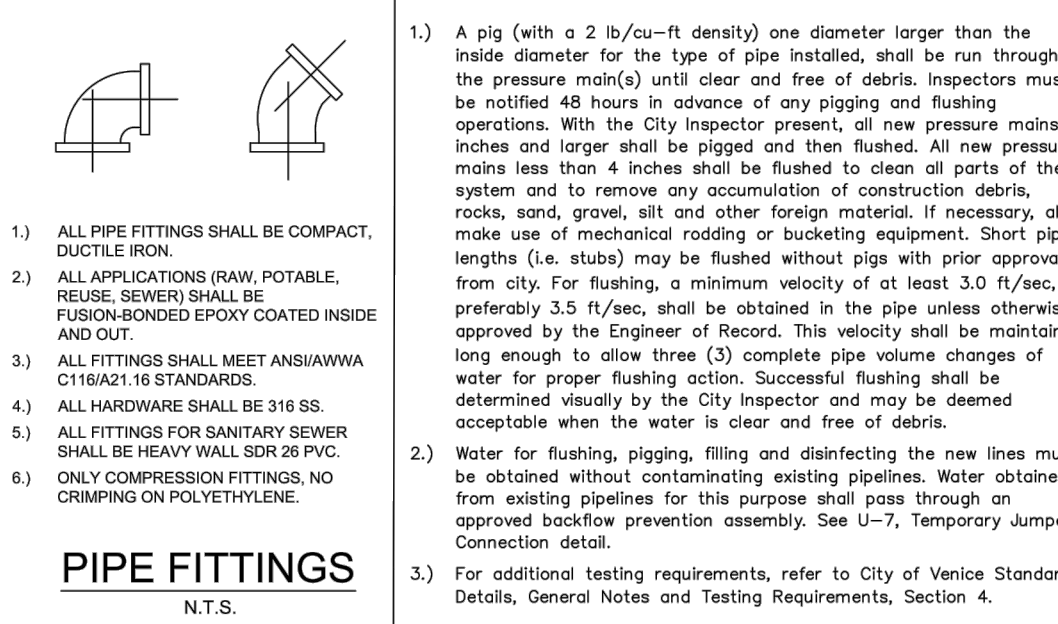 1.) ALL PIPE FITTINGS SHALL BE COMPACT,
DUCTILE IRON.
2.) ALL APPLICATIONS (RAW, POTABLE,
REUSE, SEWER) SHALL BE
FUSION-BONDED EPOXY COATED INSIDE
AND OUT.
3.) ALL FITTINGS SHALL MEET ANSI/AWWA
C116/A21.16 STANDARDS.
4.) ALL HARDWARE SHALL BE 316 SS.
5.) ALL FITTINGS FOR SANITARY SEWER
SHALL BE HEAVY WALL SDR 26 PVC.
6.) ONLY COMPRESSION FITTINGS, NO
CRIMPING ON POLYETHYLENE.
PIPE FITTINGS
N.T.S.
1.) A pig (with a 2 lb/cu-ft density) one diameter larger than the
inside diameter for the type of pipe installed, shall be run through
the pressure main(s) until clear and free of debris. Inspectors mus
be notified 48 hours in advance of any pigging and flushing
operations. With the City Inspector present, all new pressure mains
inches and larger shall be pigged and then flushed. All new pressu
mains less than 4 inches shall be flushed to clean all parts of the
system and to remove any accumulation of construction debris,
rocks, sand, gravel, silt and other foreign material. If necessary, al
make use of mechanical rodding or bucketing equipment. Short pip
lengths (i.e. stubs) may be flushed without pigs with prior approva
from city. For flushing, a minimum velocity of at least 3.0 ft/sec,
preferably 3.5 ft/sec, shall be obtained in the pipe unless otherwis
approved by the Engineer of Record. This velocity shall be maintain
long enough to allow three (3) complete pipe volume changes of
water for proper flushing action. Successful flushing shall be
determined visually by the City Inspector and may be deemed
acceptable when the water is clear and free of debris.
2.) Water for flushing, pigging, filling and disinfecting the new lines mu
be obtained without contaminating existing pipelines. Water obtaine
from existing pipelines for this purpose shall pass through an
approved backflow prevention assembly. See U-7, Temporary Jumpe
Connection detail.
3.) For additional testing requirements, refer to City of Venice Standar
Details, General Notes and Testing Requirements, Section 4.